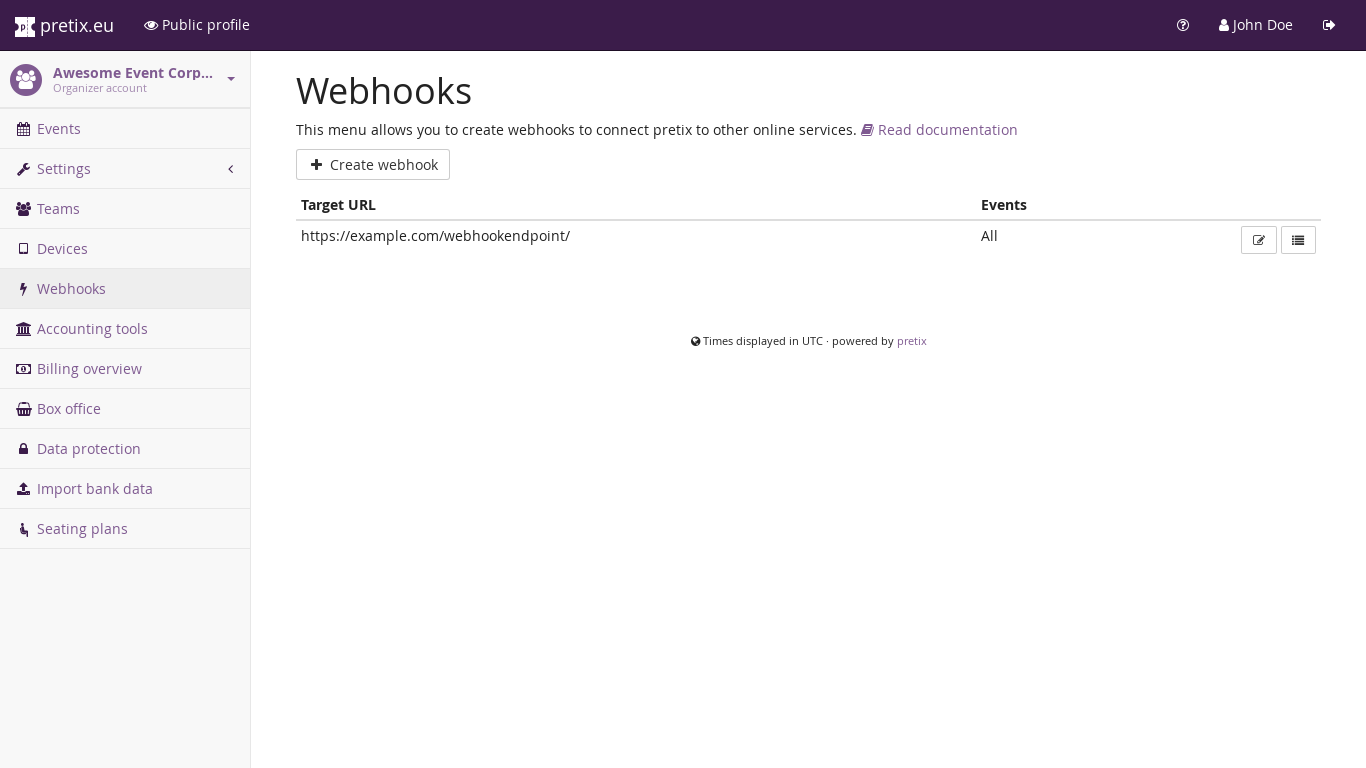 pretix.eu
Public profile
John Doe
Awesome Event Corp...
Organizer account
Events
Settings
Teams
Devices
Webhooks
Accounting tools
Billing overview
Box office
Data protection
Import bank data
Seating plans
Webhooks
This menu allows you to create webhooks to connect pretix to other online services. Read documentation
Create webhook
Target URL Events
https://example.com/webhookendpoint/ All
Times displayed in UTC · powered by pretix